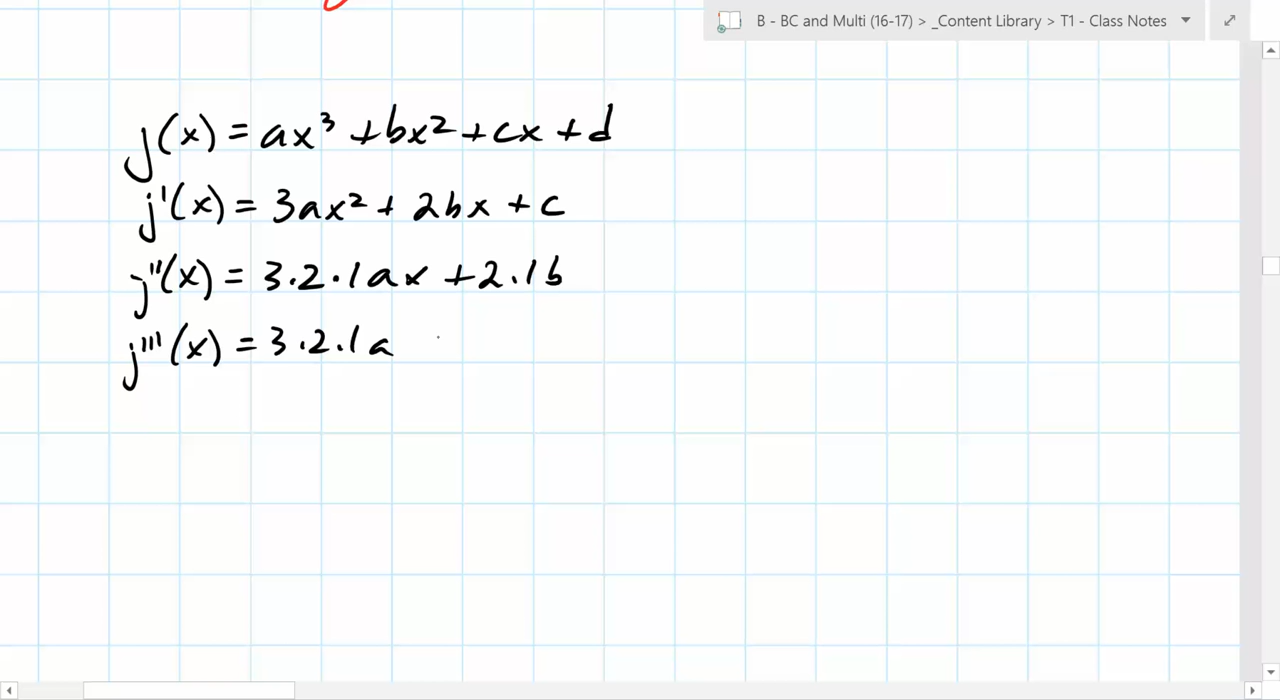 B - BC and Multi (16-17) > _Content Library > T1 - Class Notes
j(x) = ax³ + bx² + cx + d
j'(x) = 3ax² + 2bx + c
j''(x) = 3·2·1ax + 2·1b
j'''(x) = 3·2·1a